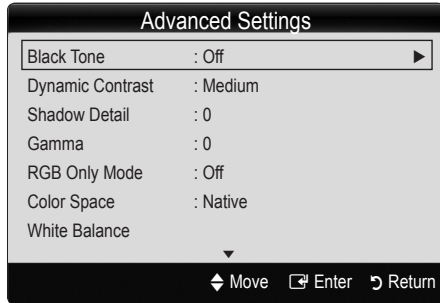 Advanced Settings
Black Tone : Off ►
Dynamic Contrast : Medium
Shadow Detail : 0
Gamma : 0
RGB Only Mode : Off
Color Space : Native
White Balance
▼
Move Enter Return